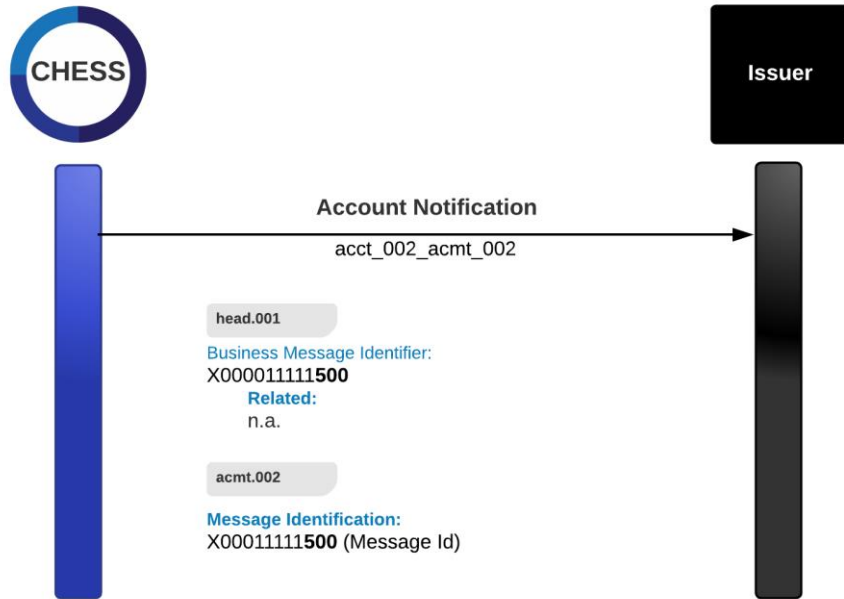 CHESS
Issuer
Account Notification
acct_002_acmt_002
head.001
Business Message Identifier:
X000011111500
Related:
n.a.
acmt.002
Message Identification:
X00011111500 (Message Id)